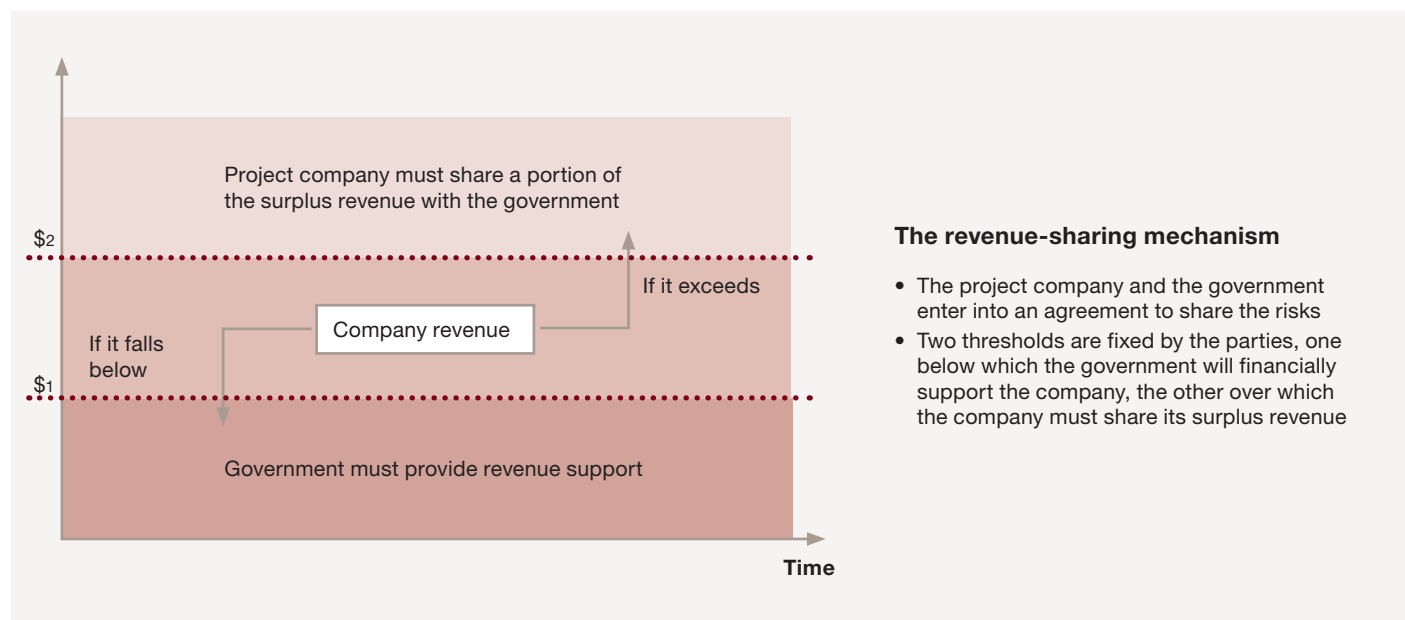 Project company must share a portion of
the surplus revenue with the government
$2
If it exceeds
Company revenue
If it falls
below
$1
Government must provide revenue support
Time
The revenue-sharing mechanism
• The project company and the government
enter into an agreement to share the risks
• Two thresholds are fixed by the parties, one
below which the government will financially
support the company, the other over which
the company must share its surplus revenue